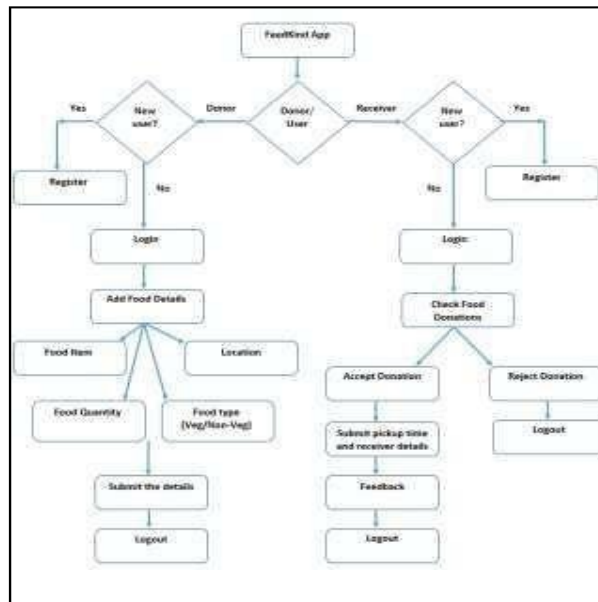 FeedKind App
Yes
New
user?
Donor
Donor/
User
Receiver
New
user?
Yes
Register
No
No
Register
Login
Login
Add Food Details
Check Food
Donations
Food Item
Location
Accept Donation
Reject Donation
Food Quantity
Food type
(Veg/Non-Veg)
Submit pickup time
and receiver details
Logout
Submit the details
Feedback
Logout
Logout